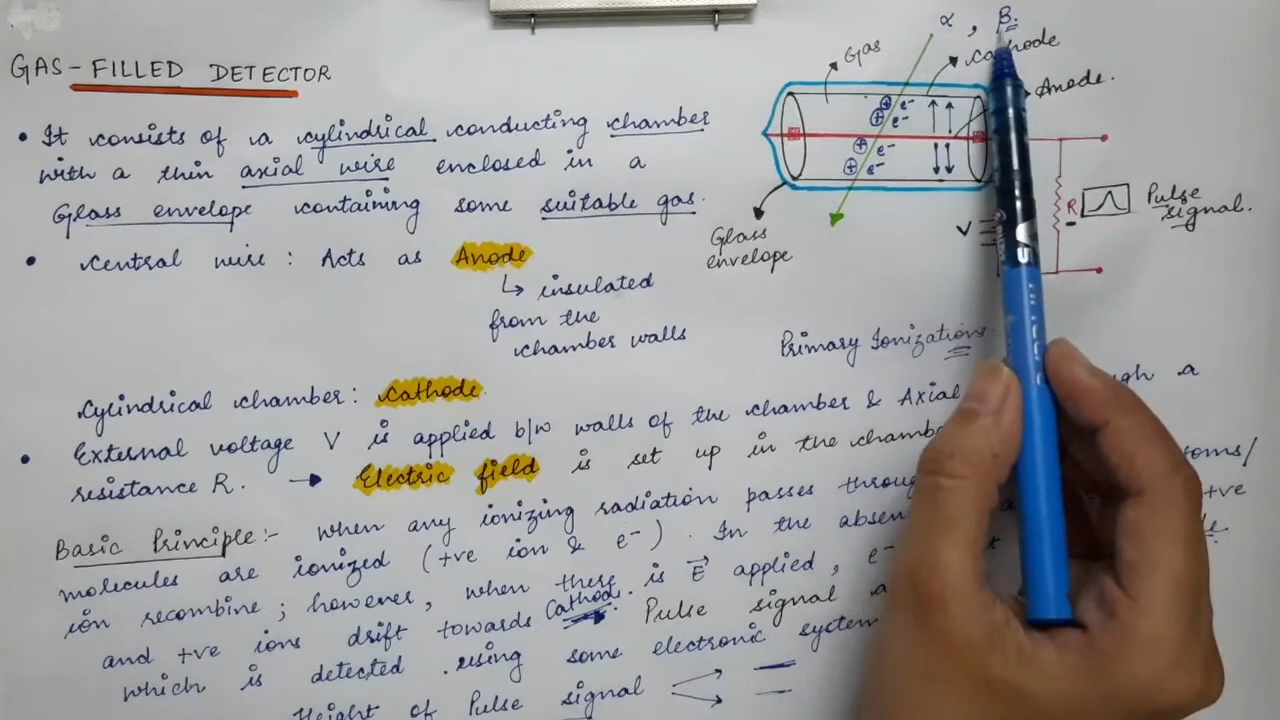 GAS-FILLED DETECTOR
• It consists of a cylindrical conducting chamber
with a thin axial wire enclosed in a
Glass envelope containing some suitable gas.
• Central wire: Acts as Anode
↳ insulated
from the
chamber walls
Cylindrical chamber: Cathode.
• External voltage V is applied b/w walls of the chamber & Axial
resistance R. → Electric field is set up in the
Basic Principle:- When any ionizing radiation passes
molecules are ionized (+ve ion & e-). In the
ion recombine; however, when there is E⃗ applied, e-
and +ve ions drift towards Cathode. Pulse signal
which is detected using some electronic system
Height of Pulse signal
α, β.
Gas
Cathode
Anode.
⊕ e-
⊕ e-
⊕ e-
⊕ e-
Glass
envelope
V
R
Pulse
signal.
Primary Ionizations.
a
+ve